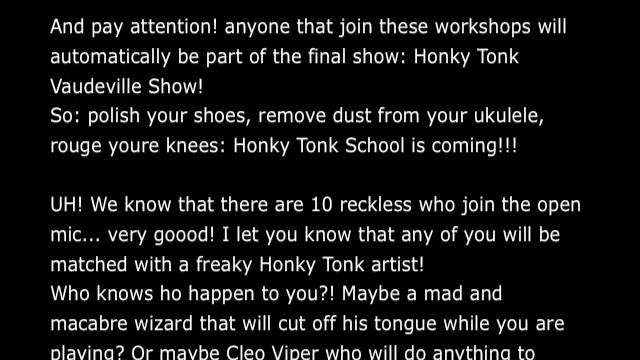 And pay attention! anyone that join these workshops will
automatically be part of the final show: Honky Tonk
Vaudeville Show!
So: polish your shoes, remove dust from your ukulele,
rouge youre knees: Honky Tonk School is coming!!!
UH! We know that there are 10 reckless who join the open
mic... very goood! I let you know that any of you will be
matched with a freaky Honky Tonk artist!
Who knows ho happen to you?! Maybe a mad and
macabre wizard that will cut off his tongue while you are
playing? Or maybe Cleo Viper who will do anything to